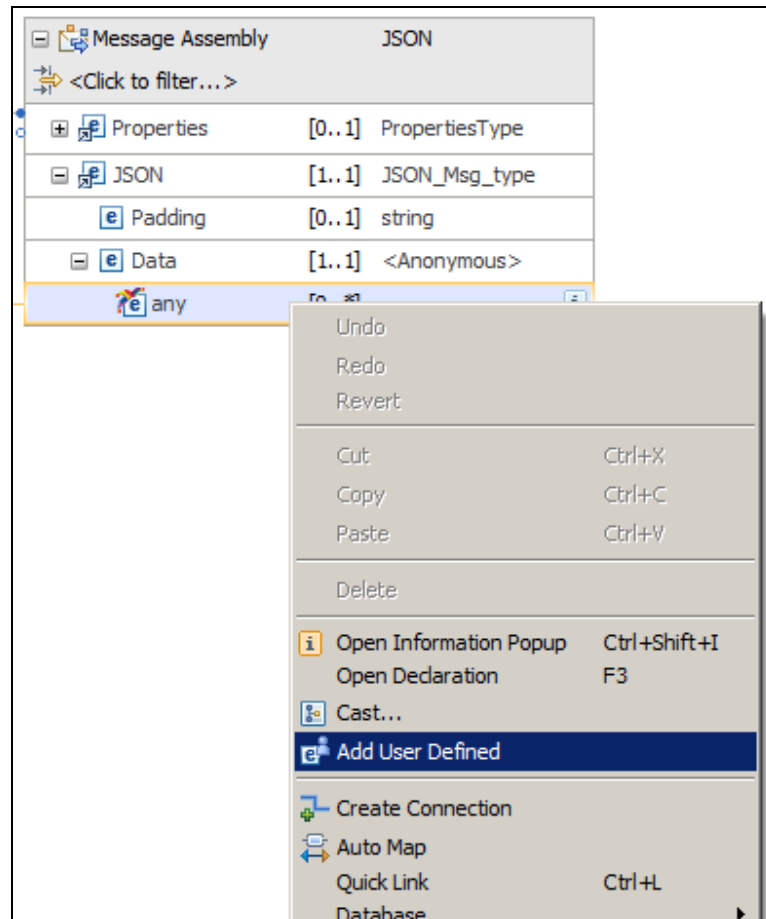 Message Assembly JSON
<Click to filter...>
Properties [0..1] PropertiesType
JSON [1..1] JSON_Msg_type
Padding [0..1] string
Data [1..1] <Anonymous>
any [0..*]
Undo
Redo
Revert
Cut Ctrl+X
Copy Ctrl+C
Paste Ctrl+V
Delete
Open Information Popup Ctrl+Shift+I
Open Declaration F3
Cast...
Add User Defined
Create Connection
Auto Map
Quick Link Ctrl+L
Database